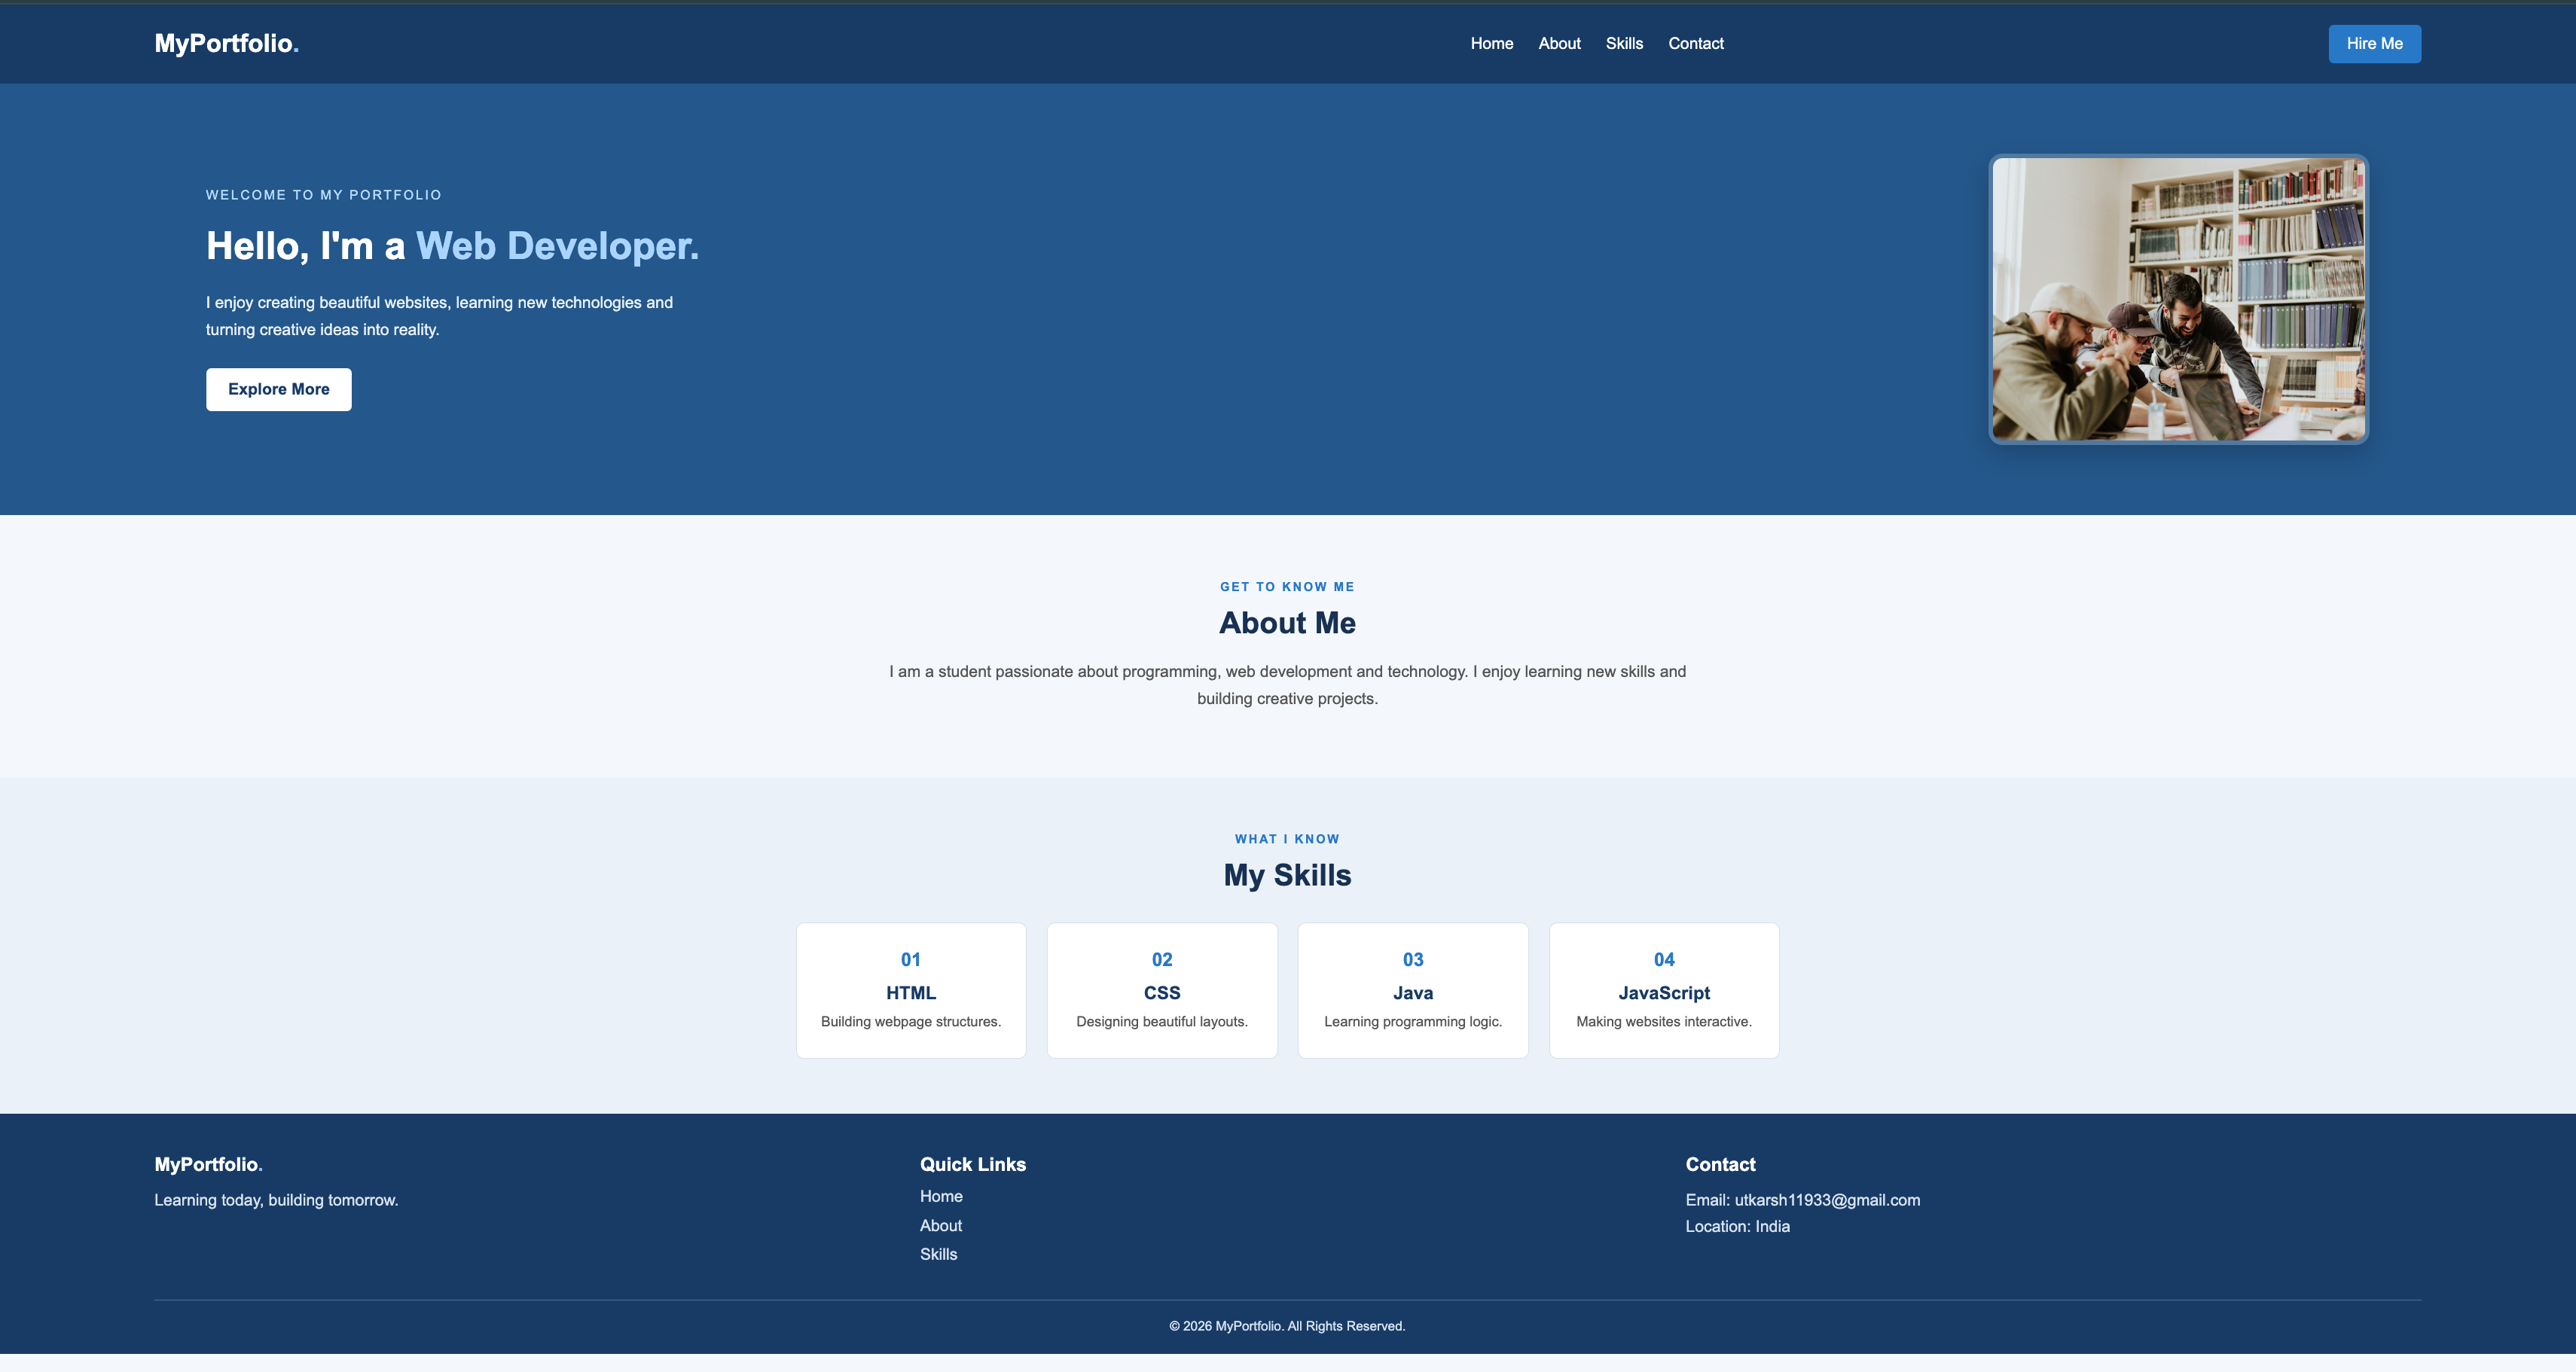 MyPortfolio.
Home About Skills Contact
Hire Me
WELCOME TO MY PORTFOLIO
Hello, I'm a Web Developer.
I enjoy creating beautiful websites, learning new technologies and
turning creative ideas into reality.
Explore More
GET TO KNOW ME
About Me
I am a student passionate about programming, web development and technology. I enjoy learning new skills and
building creative projects.
WHAT I KNOW
My Skills
01
HTML
Building webpage structures.
02
CSS
Designing beautiful layouts.
03
Java
Learning programming logic.
04
JavaScript
Making websites interactive.
MyPortfolio.
Learning today, building tomorrow.
Quick Links
Home
About
Skills
Contact
Email: utkarsh11933@gmail.com
Location: India
© 2026 MyPortfolio. All Rights Reserved.